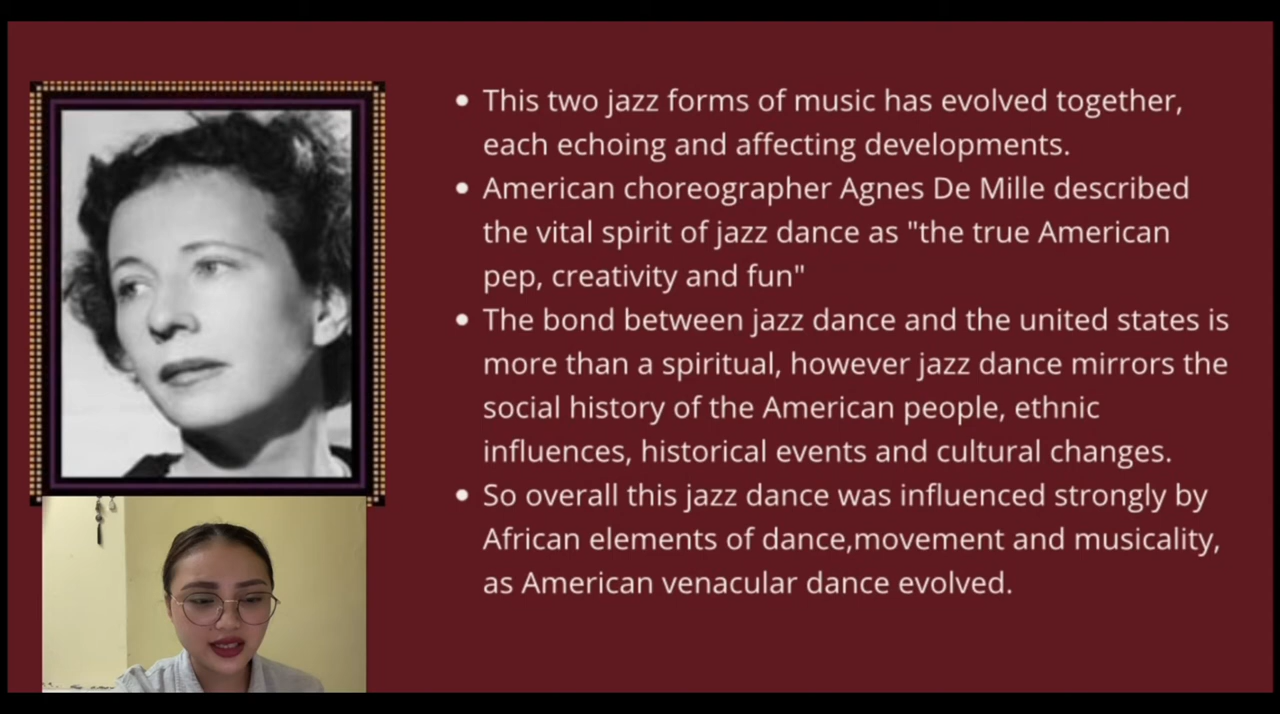 This two jazz forms of music has evolved together,
each echoing and affecting developments.
American choreographer Agnes De Mille described
the vital spirit of jazz dance as "the true American
pep, creativity and fun"
The bond between jazz dance and the united states is
more than a spiritual, however jazz dance mirrors the
social history of the American people, ethnic
influences, historical events and cultural changes.
So overall this jazz dance was influenced strongly by
African elements of dance,movement and musicality,
as American venacular dance evolved.